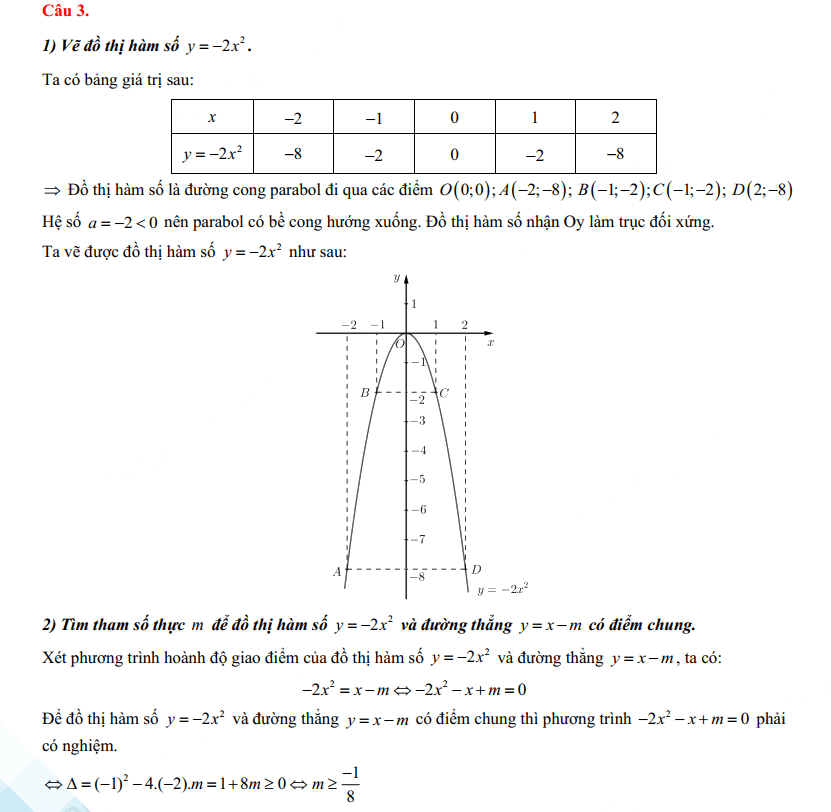 Câu 3.
1) Vẽ đồ thị hàm số y = −2x².
Ta có bảng giá trị sau:
x −2 −1 0 1 2
y = −2x² −8 −2 0 −2 −8
⇒ Đồ thị hàm số là đường cong parabol đi qua các điểm O(0;0); A(−2;−8); B(−1;−2); C(−1;−2); D(2;−8)
Hệ số a = −2 < 0 nên parabol có bề cong hướng xuống. Đồ thị hàm số nhận Oy làm trục đối xứng.
Ta vẽ được đồ thị hàm số y = −2x² như sau:
y
1
−2 −1 1 2
O x
−1
B C
−2
−3
−4
−5
−6
−7
A D
−8
y = −2x²
2) Tìm tham số thực m để đồ thị hàm số y = −2x² và đường thẳng y = x − m có điểm chung.
Xét phương trình hoành độ giao điểm của đồ thị hàm số y = −2x² và đường thẳng y = x − m, ta có:
−2x² = x − m ⇔ −2x² − x + m = 0
Để đồ thị hàm số y = −2x² và đường thẳng y = x − m có điểm chung thì phương trình −2x² − x + m = 0 phải
có nghiệm.
⇔ Δ = (−1)² − 4.(−2).m = 1 + 8m ≥ 0 ⇔ m ≥ −1/8